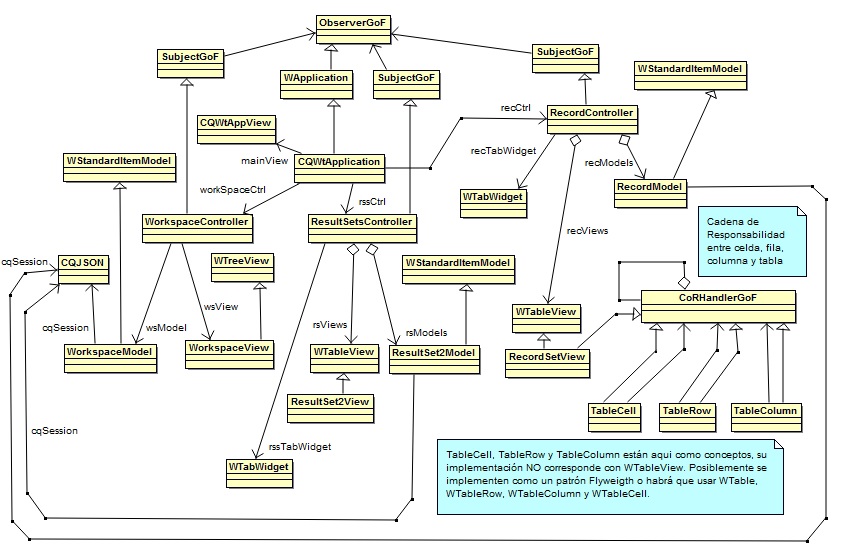 ObserverGoF
SubjectGoF
WApplication
SubjectGoF
SubjectGoF
WStandardItemModel
recCtrl
RecordController
CQWtAppView
mainView
CQWtApplication
recTabWidget
recModels
WStandardItemModel
workSpaceCtrl
rssCtrl
WTabWidget
RecordModel
WorkspaceController
ResultSetsController
recViews
Cadena de
Responsabilidad
entre celda, fila,
columna y tabla
cqSession
CQJSON
WTreeView
WStandardItemModel
CoRHandlerGoF
cqSession
wsModel
wsView
rsViews
rsModels
WTableView
WorkspaceModel
WorkspaceView
WTableView
ResultSet2Model
RecordSetView
ResultSet2View
TableCell
TableRow
TableColumn
cqSession
rssTabWidget
WTabWidget
TableCell, TableRow y TableColumn están aqui como conceptos, su
implementación NO corresponde con WTableView. Posiblemente se
implementen como un patrón Flyweigth o habrá que usar WTable,
WTableRow, WTableColumn y WTableCell.